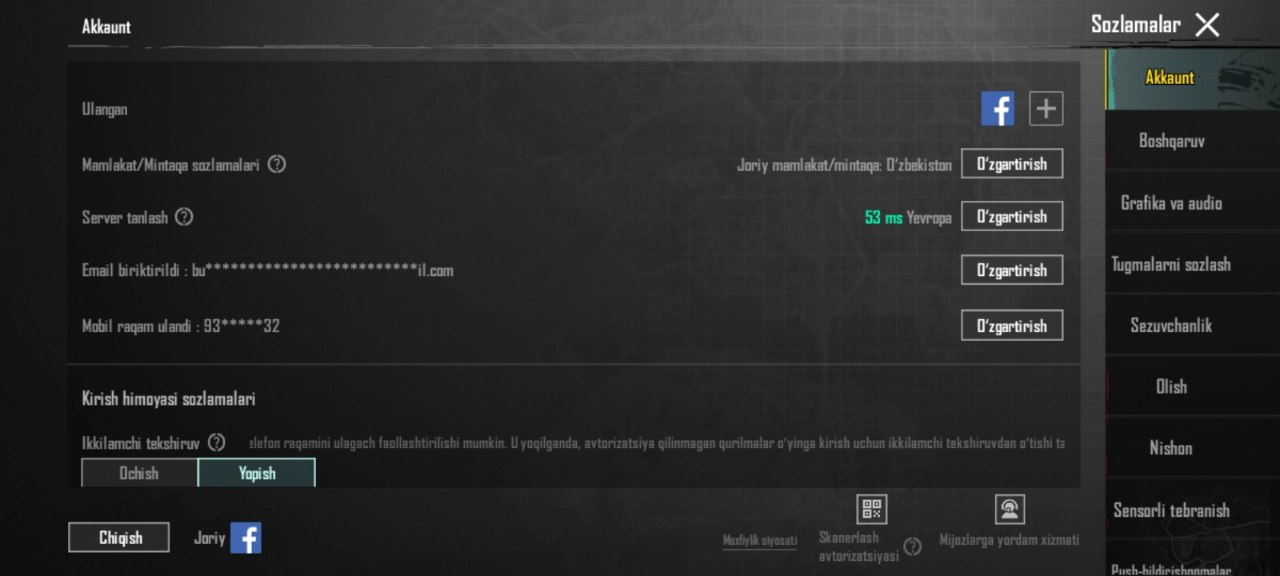 Akkaunt
Sozlamalar
Akkaunt
Boshqaruv
Grafika va audio
Tugmalarni sozlash
Sezuvchanlik
Olish
Nishon
Sensorli tebranish
Push-bildirishnomalar
Ulangan
Mamlakat/Mintaqa sozlamalari
Joriy mamlakat/mintaqa: O‘zbekiston O‘zgartirish
Server tanlash
53 ms Yevropa O‘zgartirish
Email biriktirildi : bu*************************il.com O‘zgartirish
Mobil raqam ulandi : 93*****32 O‘zgartirish
Kirish himoyasi sozlamalari
Ikkilamchi tekshiruv elefon raqamini ulagach faollashtirilishi mumkin. U yoqilganda, avtorizatsiya qilinmagan qurilmalar o‘yinga kirish uchun ikkilamchi tekshiruvdan o‘tishi ta
Ochish Yopish
Chiqish Joriy
Maxfiylik siyosati
Skanerlash
avtorizatsiyasi
Mijozlarga yordam xizmati